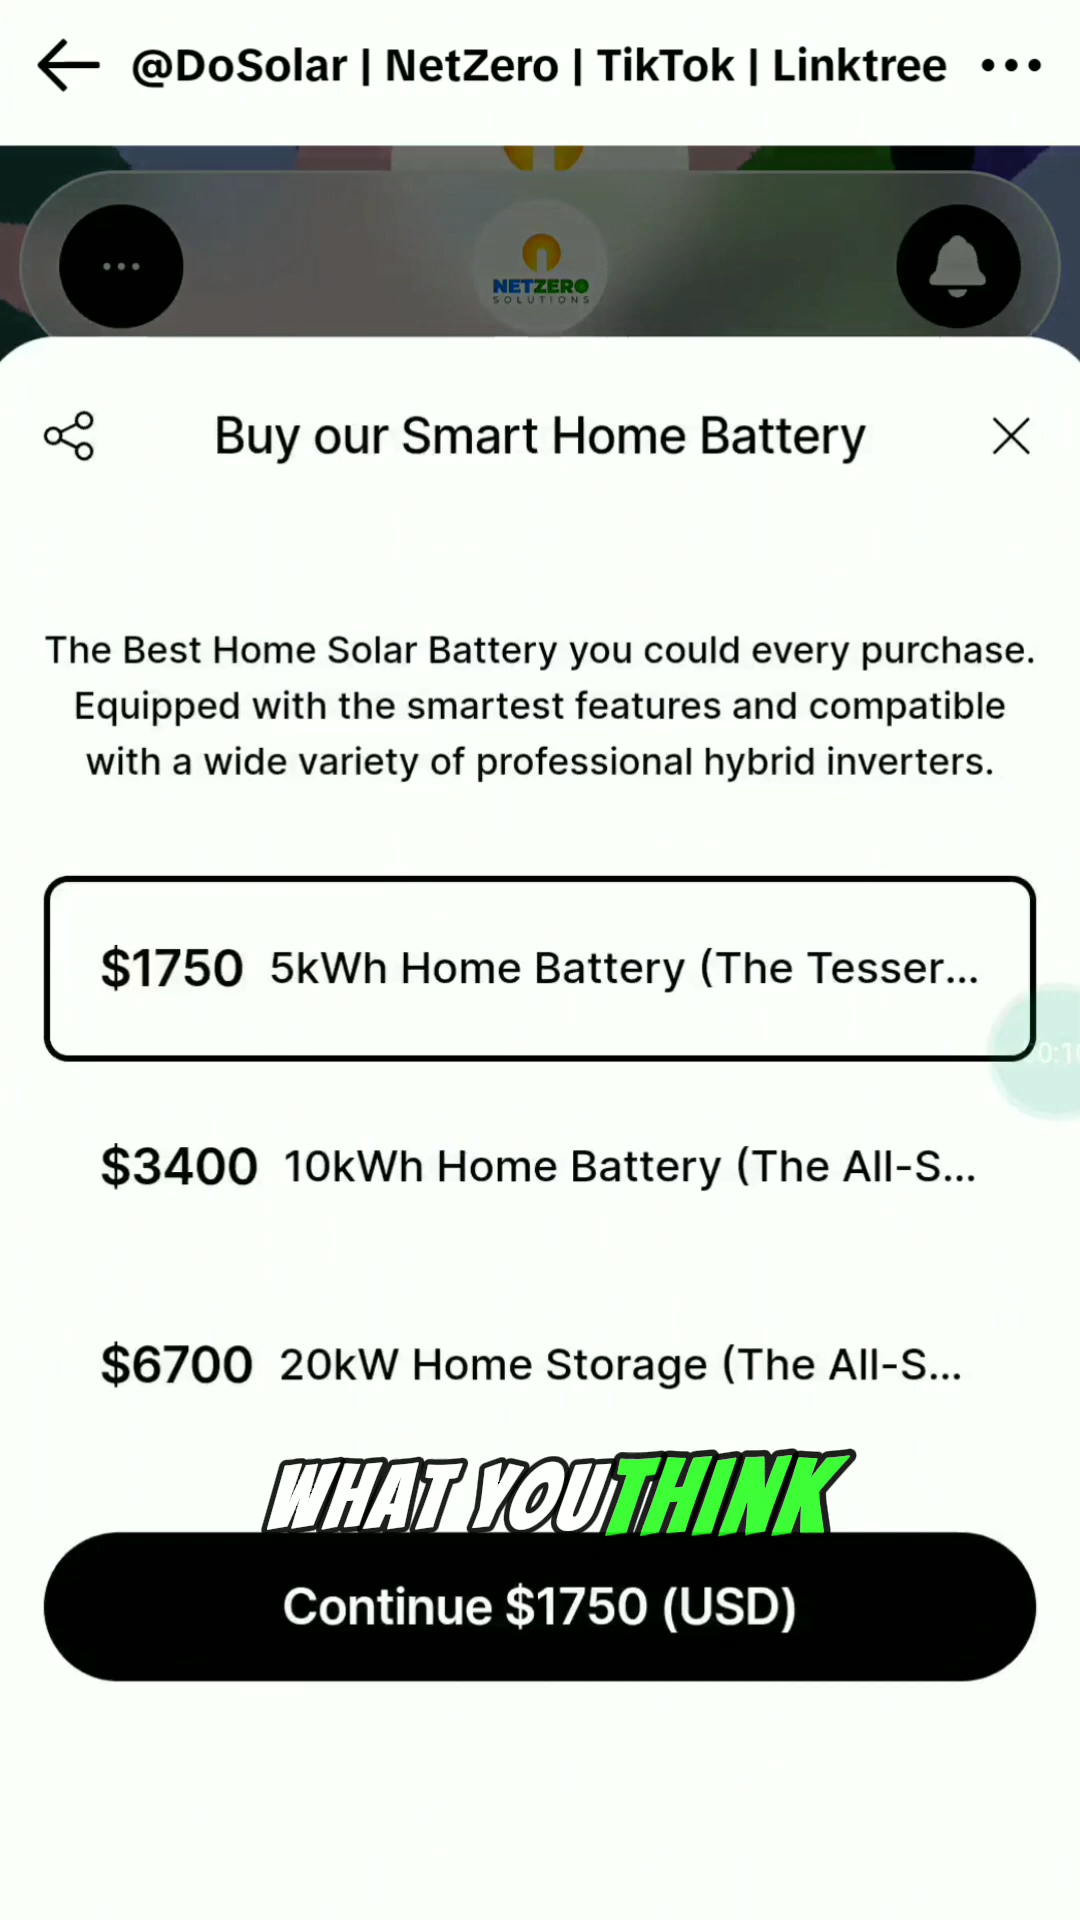 @DoSolar | NetZero | TikTok | Linktree
NETZERO
SOLUTIONS
Buy our Smart Home Battery
The Best Home Solar Battery you could every purchase.
Equipped with the smartest features and compatible
with a wide variety of professional hybrid inverters.
$1750 5kWh Home Battery (The Tesser...
0:10
$3400 10kWh Home Battery (The All-S...
$6700 20kW Home Storage (The All-S...
WHAT YOU THINK
Continue $1750 (USD)